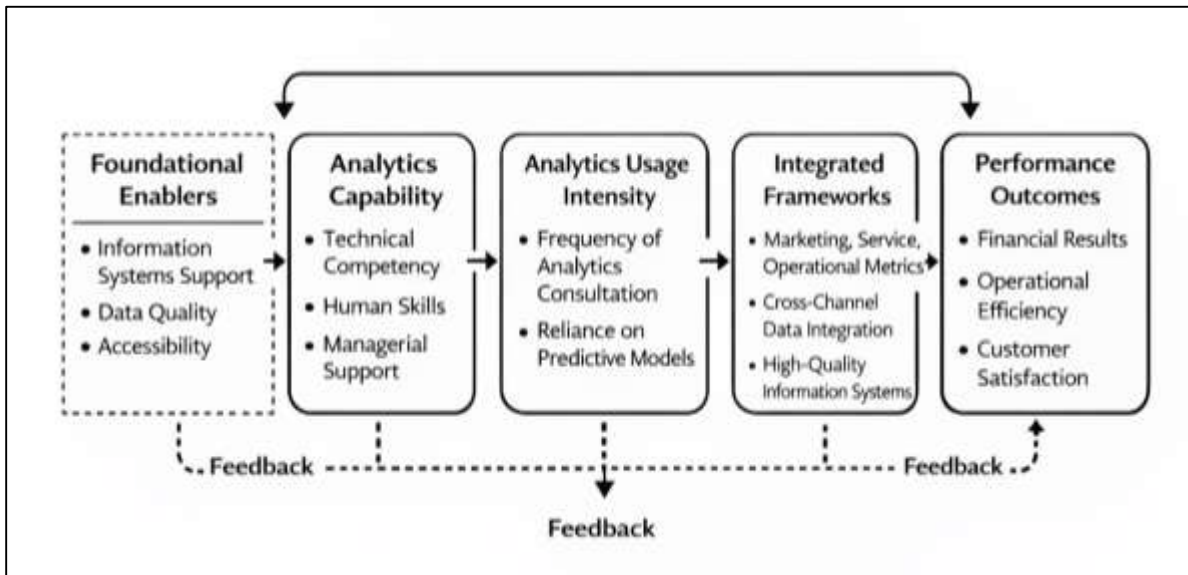 Foundational
Enablers
• Information
Systems Support
• Data Quality
• Accessibility
Analytics
Capability
• Technical
Competency
• Human Skills
• Managerial
Support
Analytics Usage
Intensity
• Frequency of
Analytics
Consultation
• Reliance on
Predictive Models
Integrated
Frameworks
• Marketing, Service,
Operational Metrics
• Cross-Channel
Data Integration
• High-Quality
Information Systems
Performance
Outcomes
• Financial Results
• Operational
Efficiency
• Customer
Satisfaction
Feedback
Feedback
Feedback